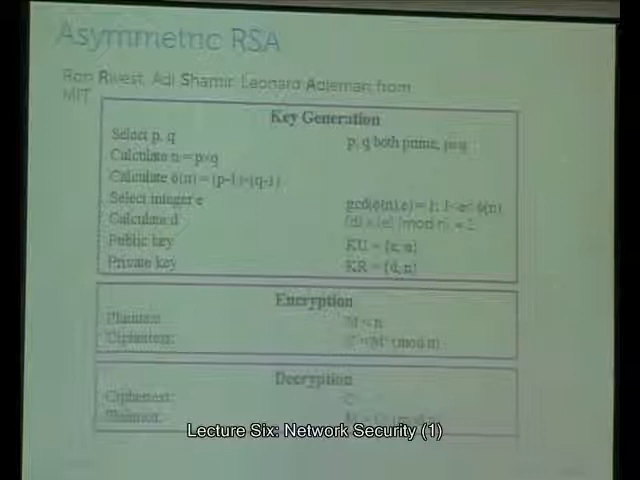 Asymmetric RSA
Ron Rivest, Adi Shamir, Leonard Adleman from
MIT
Key Generation
Select p, q p, q both prime, p≠q
Calculate n = p×q
Calculate ϕ(n) = (p-1)×(q-1)
Select integer e gcd(ϕ(n),e) = 1; 1<e< ϕ(n)
Calculate d
Public key KU = {e, n}
Private key KR = {d, n}
Encryption
Plaintext: M < n
Ciphertext: C = Mᵉ (mod n)
Decryption
Ciphertext: C
Plaintext:
Lecture Six: Network Security (1)